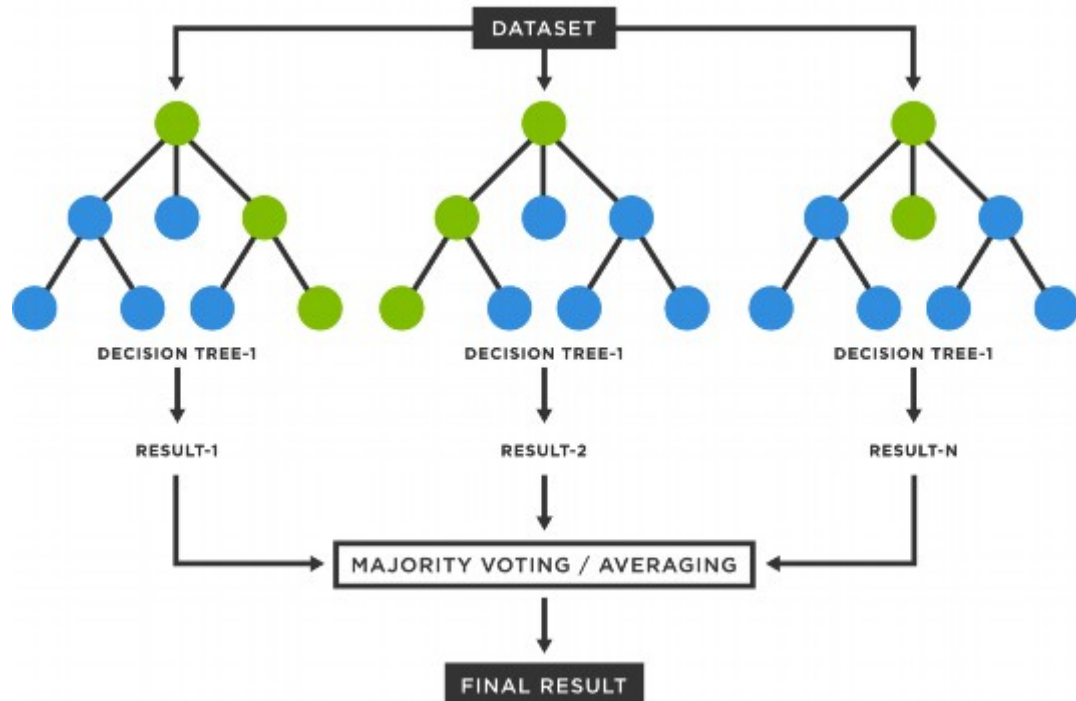 DATASET
DECISION TREE-1
DECISION TREE-1
DECISION TREE-1
RESULT-1
RESULT-2
RESULT-N
MAJORITY VOTING / AVERAGING
FINAL RESULT